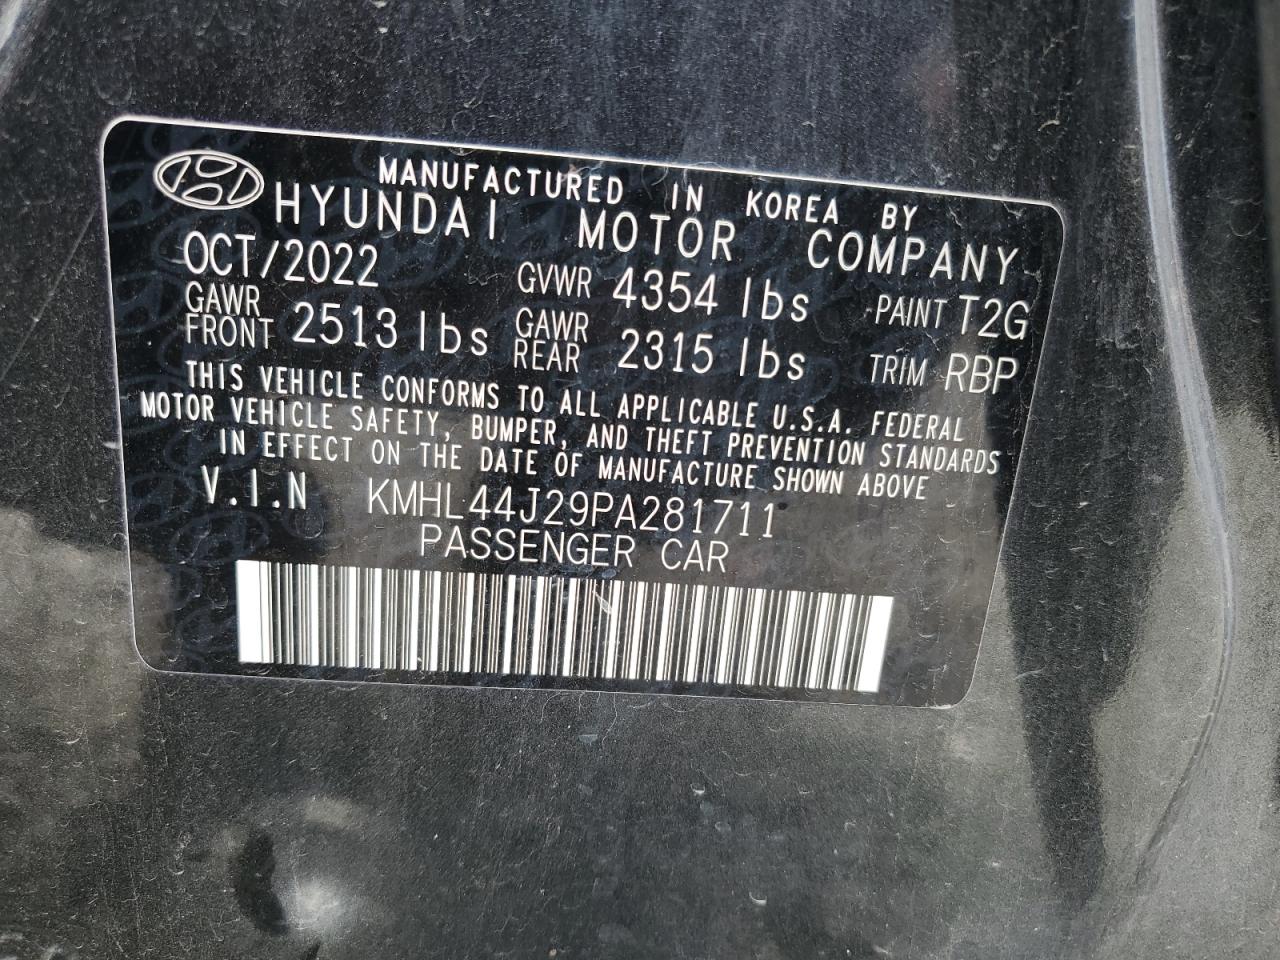 MANUFACTURED IN KOREA BY
HYUNDAI MOTOR COMPANY
OCT/2022 GVWR 4354 lbs PAINT T2G
GAWR FRONT 2513 lbs GAWR REAR 2315 lbs TRIM RBP
THIS VEHICLE CONFORMS TO ALL APPLICABLE U.S.A. FEDERAL
MOTOR VEHICLE SAFETY, BUMPER, AND THEFT PREVENTION STANDARDS
IN EFFECT ON THE DATE OF MANUFACTURE SHOWN ABOVE
V.I.N KMHL44J29PA281711
PASSENGER CAR